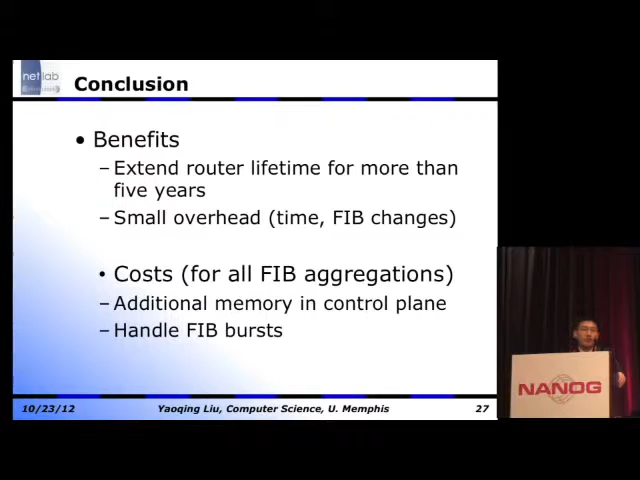 net lab
Conclusion
• Benefits
– Extend router lifetime for more than
five years
– Small overhead (time, FIB changes)
• Costs (for all FIB aggregations)
– Additional memory in control plane
– Handle FIB bursts
10/23/12 Yaoqing Liu, Computer Science, U. Memphis 27
NANOG